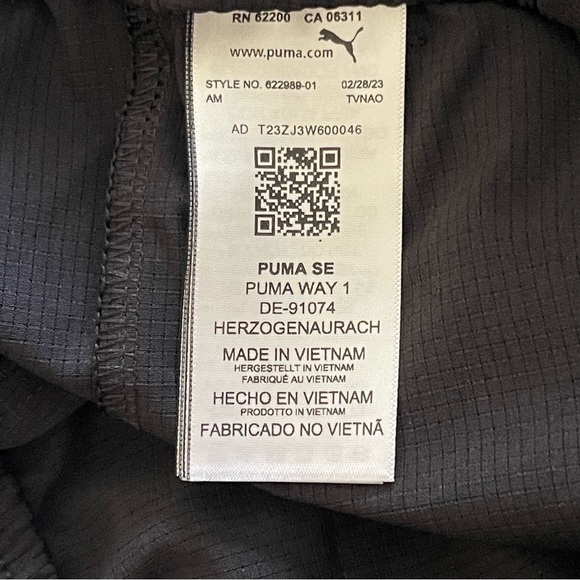 RN 62200 CA 06311
www.puma.com
STYLE NO. 622989-01 02/28/23
AM TVNAO
AD T23ZJ3W600046
PUMA SE
PUMA WAY 1
DE-91074
HERZOGENAURACH
MADE IN VIETNAM
HERGESTELLT IN VIETNAM
FABRIQUÉ AU VIETNAM
HECHO EN VIETNAM
PRODOTTO IN VIETNAM
FABRICADO NO VIETNÃ